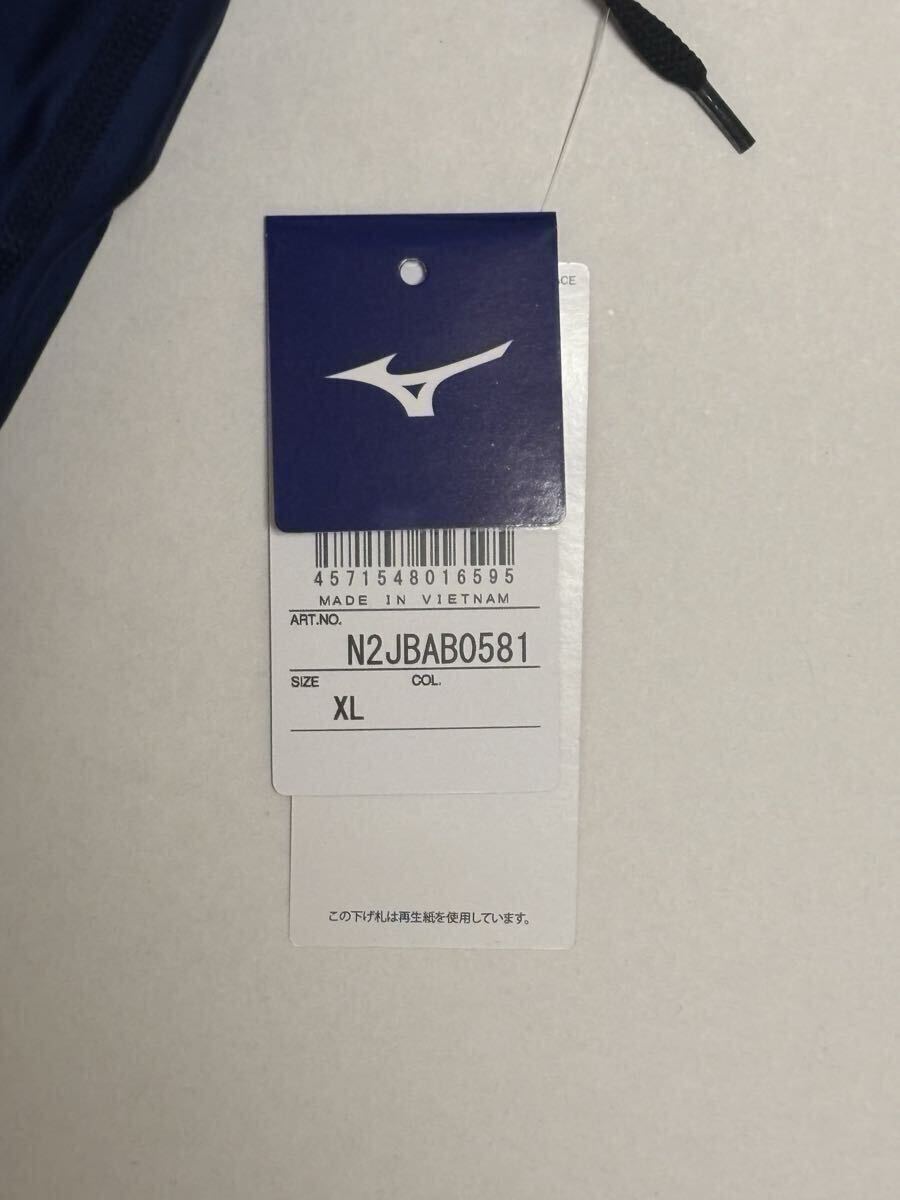 4571548016595
MADE IN VIETNAM
ART.NO.
N2JBAB0581
SIZE COL.
XL
この下げ札は再生紙を使用しています。